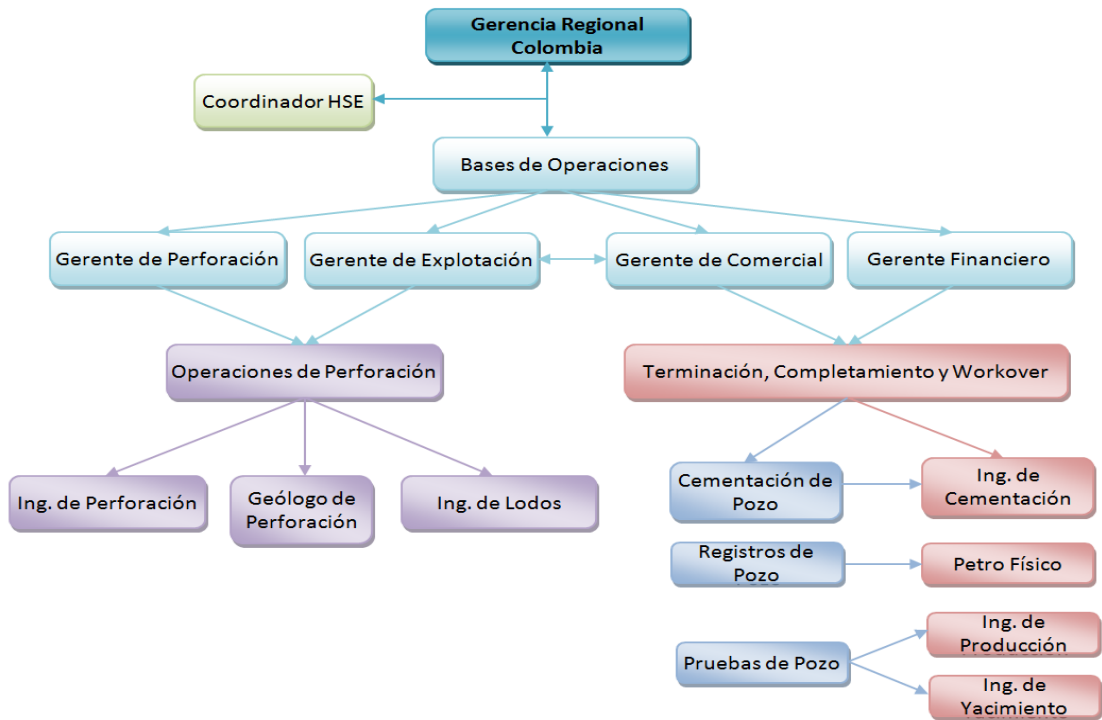 Gerencia Regional
Colombia
Coordinador HSE
Bases de Operaciones
Gerente de Perforación
Gerente de Explotación
Gerente de Comercial
Gerente Financiero
Operaciones de Perforación
Terminación, Completamiento y Workover
Ing. de Perforación
Geólogo de
Perforación
Ing. de Lodos
Cementación de
Pozo
Ing. de
Cementación
Registros de
Pozo
Petro Físico
Pruebas de Pozo
Ing. de
Producción
Ing. de
Yacimiento